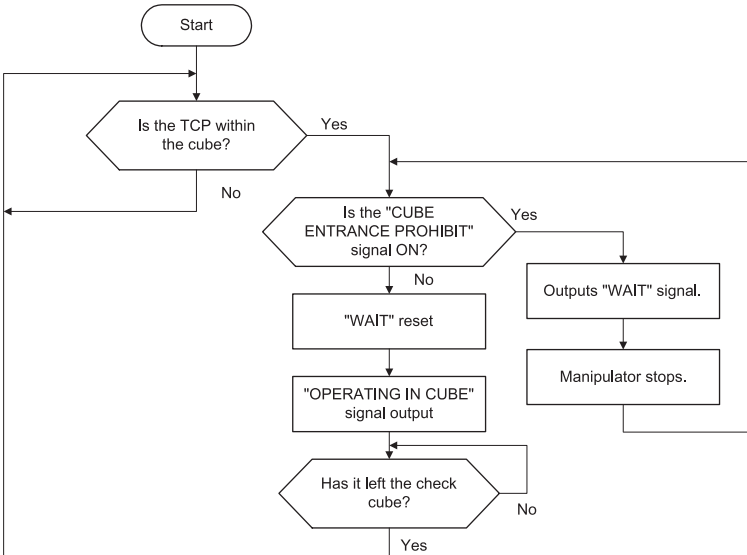 Start
Is the TCP within
the cube?
Yes
No
Is the "CUBE
ENTRANCE PROHIBIT"
signal ON?
Yes
No
Outputs "WAIT" signal.
"WAIT" reset
Manipulator stops.
"OPERATING IN CUBE"
signal output
Has it left the check
cube?
No
Yes